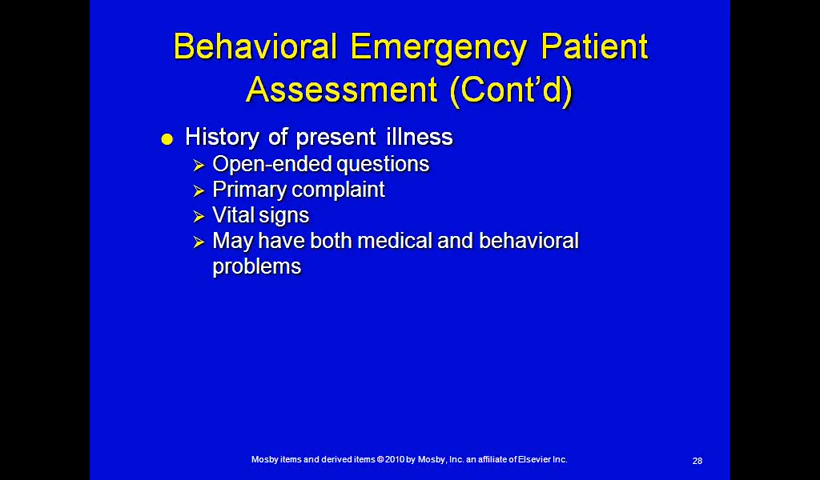 Behavioral Emergency Patient
Assessment (Cont’d)
History of present illness
Open-ended questions
Primary complaint
Vital signs
May have both medical and behavioral
problems
Mosby items and derived items © 2010 by Mosby, Inc. an affiliate of Elsevier Inc.
28